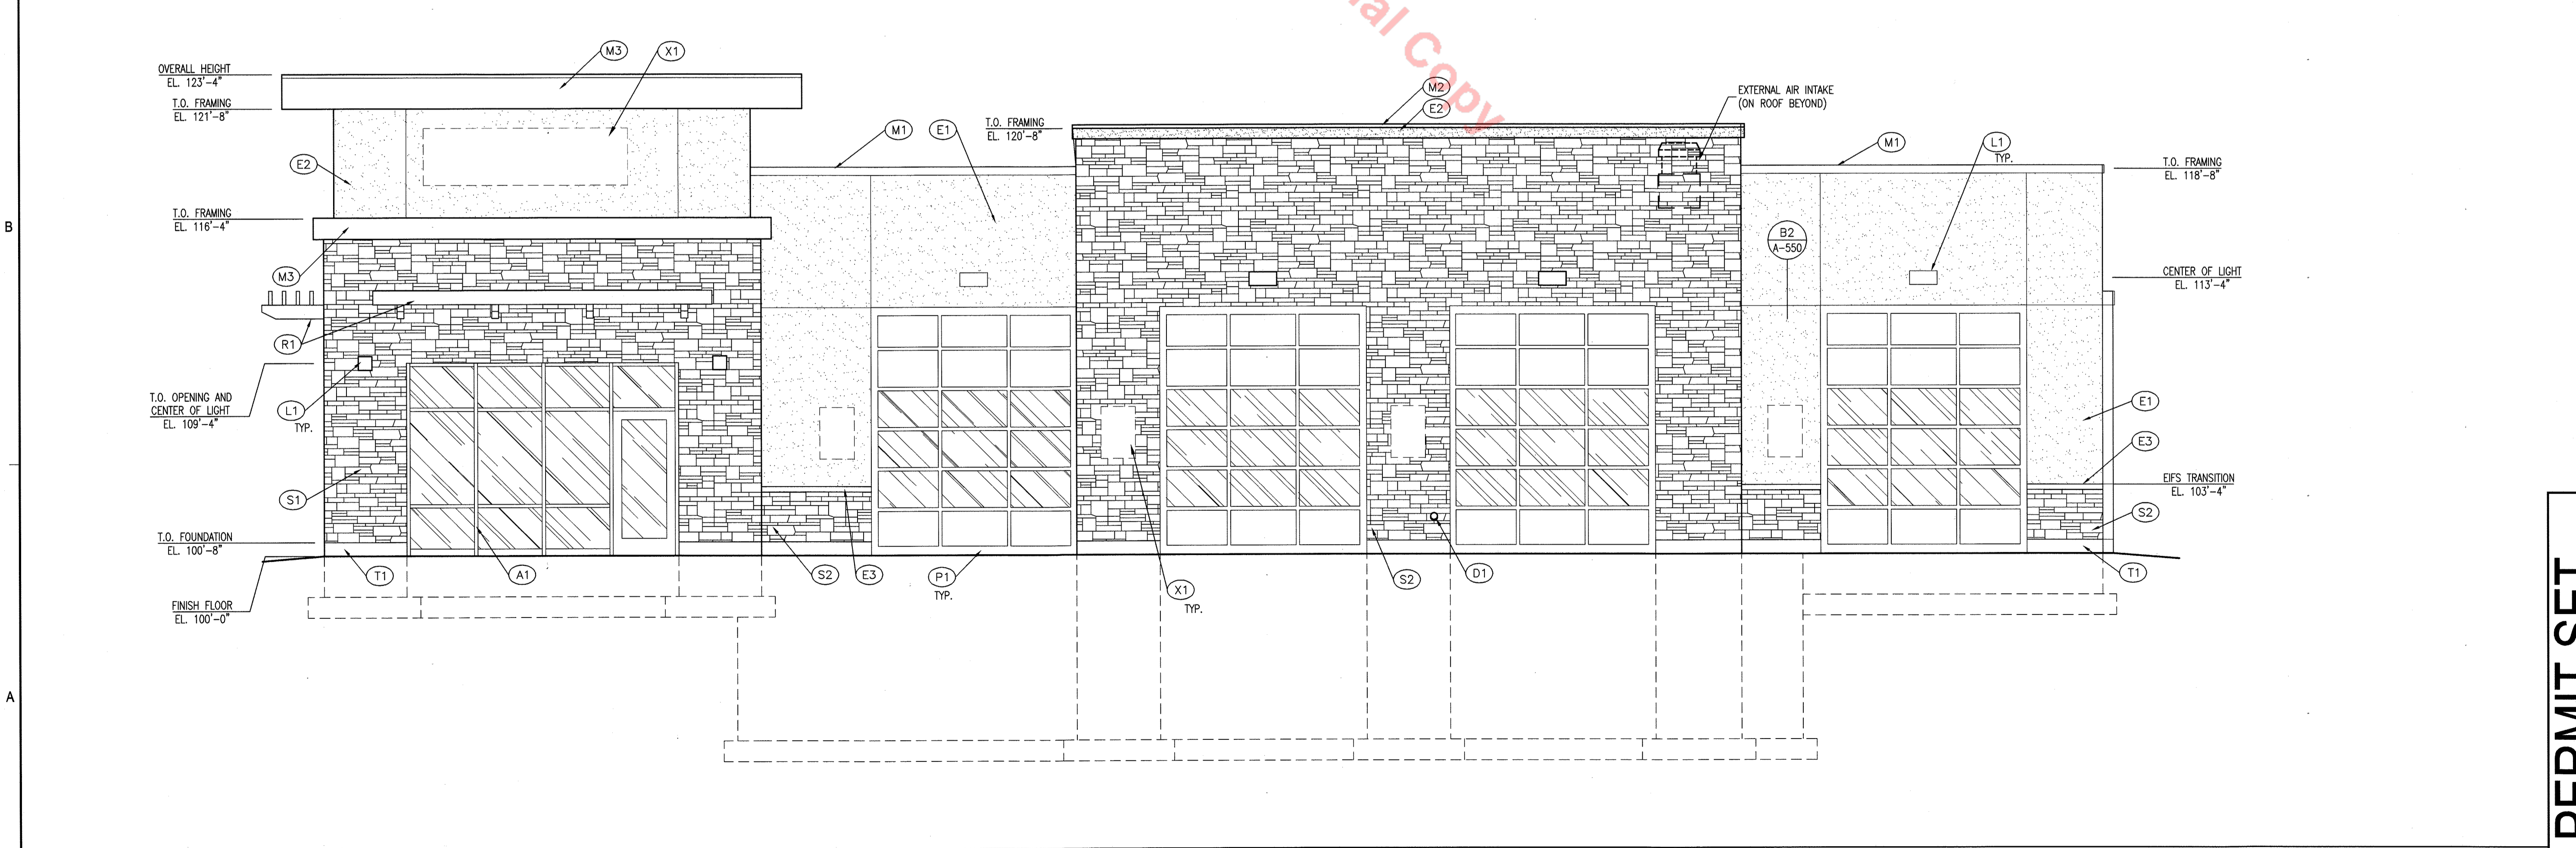 nal Copy
M3
X1
OVERALL HEIGHT
EL. 123'-4"
T.O. FRAMING
EL. 121'-8"
E2
T.O. FRAMING
EL. 116'-4"
M3
R1
T.O. OPENING AND
CENTER OF LIGHT
EL. 109'-4"
L1
TYP.
S1
T.O. FOUNDATION
EL. 100'-8"
FINISH FLOOR
EL. 100'-0"
T1
A1
M1
E1
T.O. FRAMING
EL. 120'-8"
M2
E2
EXTERNAL AIR INTAKE
(ON ROOF BEYOND)
M1
L1
TYP.
T.O. FRAMING
EL. 118'-8"
B2
A-550
CENTER OF LIGHT
EL. 113'-4"
E1
E3
EIFS TRANSITION
EL. 103'-4"
S2
T1
S2
E3
P1
TYP.
X1
TYP.
S2
D1
B
A
PERMIT SET